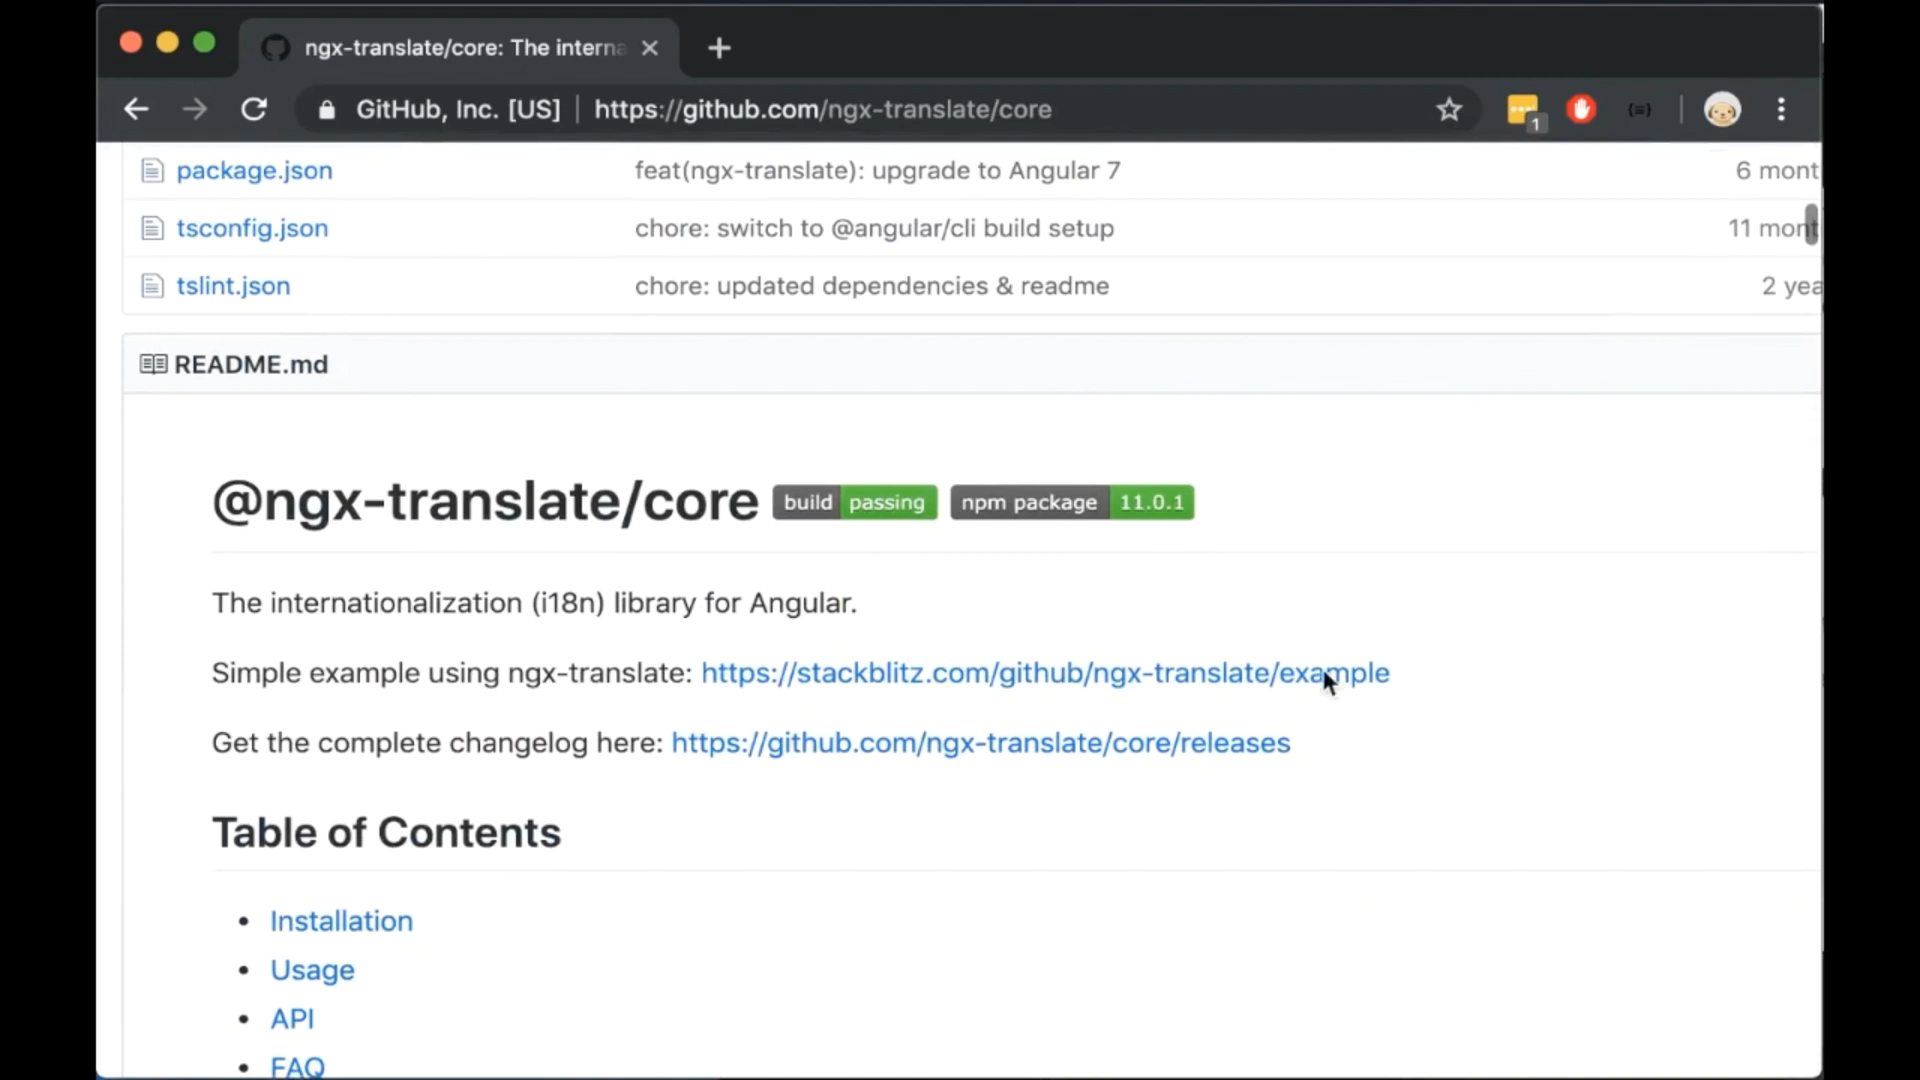 ngx-translate/core: The interna
GitHub, Inc. [US] | https://github.com/ngx-translate/core
1
package.json feat(ngx-translate): upgrade to Angular 7 6 mont
tsconfig.json chore: switch to @angular/cli build setup 11 mont
tslint.json chore: updated dependencies & readme 2 yea
README.md
@ngx-translate/core build passing npm package 11.0.1
The internationalization (i18n) library for Angular.
Simple example using ngx-translate: https://stackblitz.com/github/ngx-translate/example
Get the complete changelog here: https://github.com/ngx-translate/core/releases
Table of Contents
• Installation
• Usage
• API
• FAQ